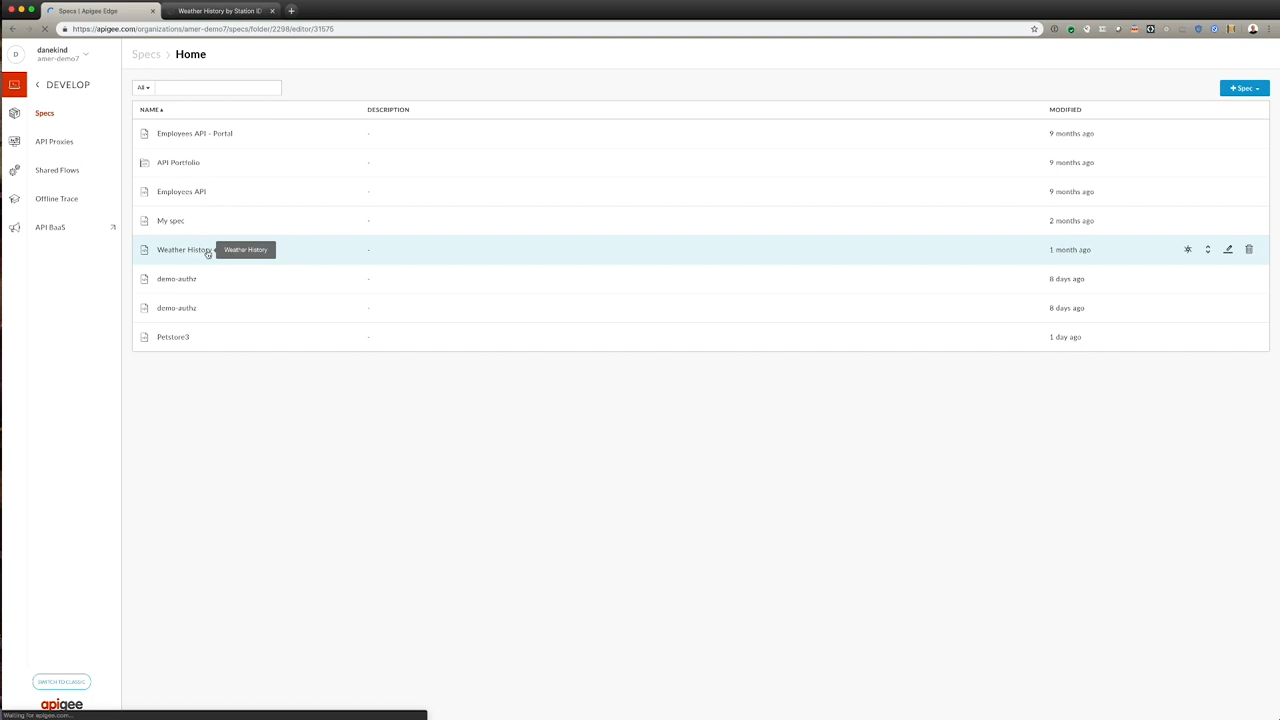 Specs | Apigee Edge
Weather History by Station ID
https://apigee.com/organizations/amer-demo7/specs/folder/2298/editor/31575
D
danekind
amer-demo7
Specs
Home
DEVELOP
All
+ Spec
NAME
DESCRIPTION
MODIFIED
Specs
Employees API - Portal
-
9 months ago
API Proxies
API Portfolio
-
9 months ago
Shared Flows
Employees API
-
9 months ago
Offline Trace
My spec
-
2 months ago
API BaaS
Weather History
Weather History
-
1 month ago
demo-authz
-
8 days ago
demo-authz
-
8 days ago
Petstore3
-
1 day ago
SWITCH TO CLASSIC
apigee
Waiting for apigee.com...